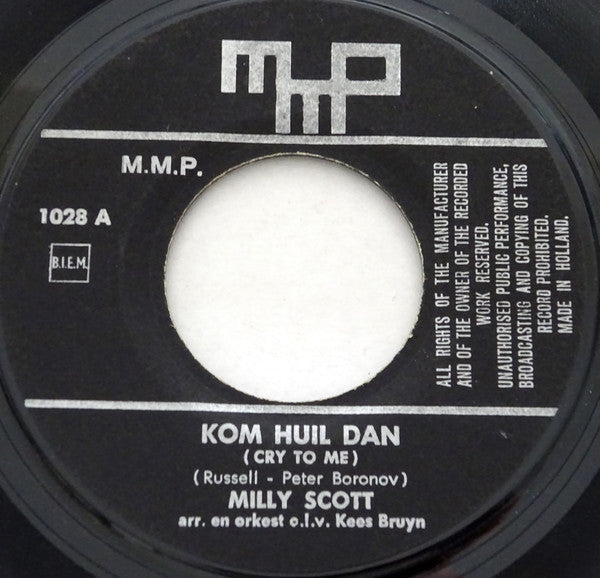 mmp
M.M.P.
1028 A
B.I.E.M.
ALL RIGHTS OF THE MANUFACTURER
AND OF THE OWNER OF THE RECORDED
WORK RESERVED.
UNAUTHORISED PUBLIC PERFORMANCE,
BROADCASTING AND COPYING OF THIS
RECORD PROHIBITED.
MADE IN HOLLAND.
KOM HUIL DAN
(CRY TO ME)
(Russell - Peter Boronov)
MILLY SCOTT
arr. en orkest o.l.v. Kees Bruyn